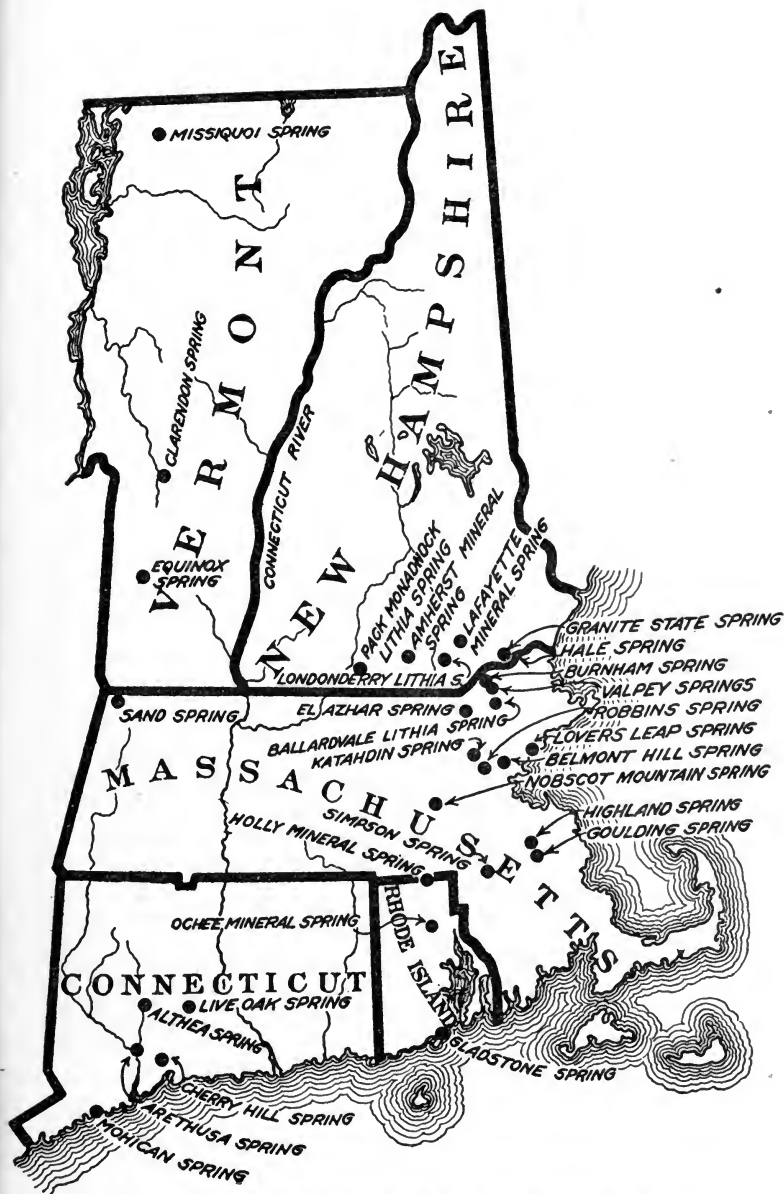 MISSIQUOI SPRING
VERMONT
NEW HAMPSHIRE
CLARENDON SPRING
CONNECTICUT RIVER
EQUINOX
SPRING
PACK MONADNOCK
LITHIA SPRING
AMHERST MINERAL
SPRING
LAFAYETTE
MINERAL SPRING
GRANITE STATE SPRING
HALE SPRING
LONDONDERRY LITHIA S.
BURNHAM SPRING
VALPEY SPRINGS
SAND SPRING
EL AZHAR SPRING
ROBBINS SPRING
BALLARDVALE LITHIA SPRING
LOVERS LEAP SPRING
KATAHDIN SPRING
BELMONT HILL SPRING
NOBSCOT MOUNTAIN SPRING
MASSACHUSETTS
HIGHLAND SPRING
SIMPSON SPRING
GOULDING SPRING
HOLLY MINERAL SPRING
RHODE ISLAND
OCHEE MINERAL SPRING
CONNECTICUT
LIVE OAK SPRING
ALTHEA SPRING
GLADSTONE SPRING
CHERRY HILL SPRING
ARETHUSA SPRING
MOHICAN SPRING